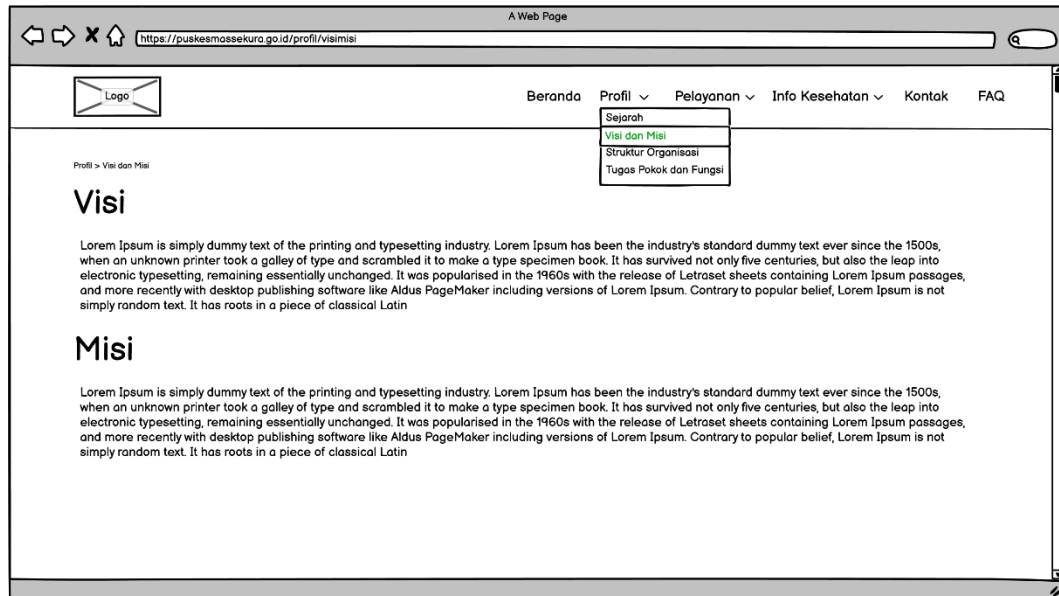 A Web Page
https://puskesmassekura.go.id/profil/visimisi
Logo
Beranda Profil Pelayanan Info Kesehatan Kontak FAQ
Sejarah
Visi dan Misi
Struktur Organisasi
Tugas Pokok dan Fungsi
Profil > Visi dan Misi
Visi
Lorem Ipsum is simply dummy text of the printing and typesetting industry. Lorem Ipsum has been the industry's standard dummy text ever since the 1500s,
when an unknown printer took a galley of type and scrambled it to make a type specimen book. It has survived not only five centuries, but also the leap into
electronic typesetting, remaining essentially unchanged. It was popularised in the 1960s with the release of Letraset sheets containing Lorem Ipsum passages,
and more recently with desktop publishing software like Aldus PageMaker including versions of Lorem Ipsum. Contrary to popular belief, Lorem Ipsum is not
simply random text. It has roots in a piece of classical Latin
Misi
Lorem Ipsum is simply dummy text of the printing and typesetting industry. Lorem Ipsum has been the industry's standard dummy text ever since the 1500s,
when an unknown printer took a galley of type and scrambled it to make a type specimen book. It has survived not only five centuries, but also the leap into
electronic typesetting, remaining essentially unchanged. It was popularised in the 1960s with the release of Letraset sheets containing Lorem Ipsum passages,
and more recently with desktop publishing software like Aldus PageMaker including versions of Lorem Ipsum. Contrary to popular belief, Lorem Ipsum is not
simply random text. It has roots in a piece of classical Latin